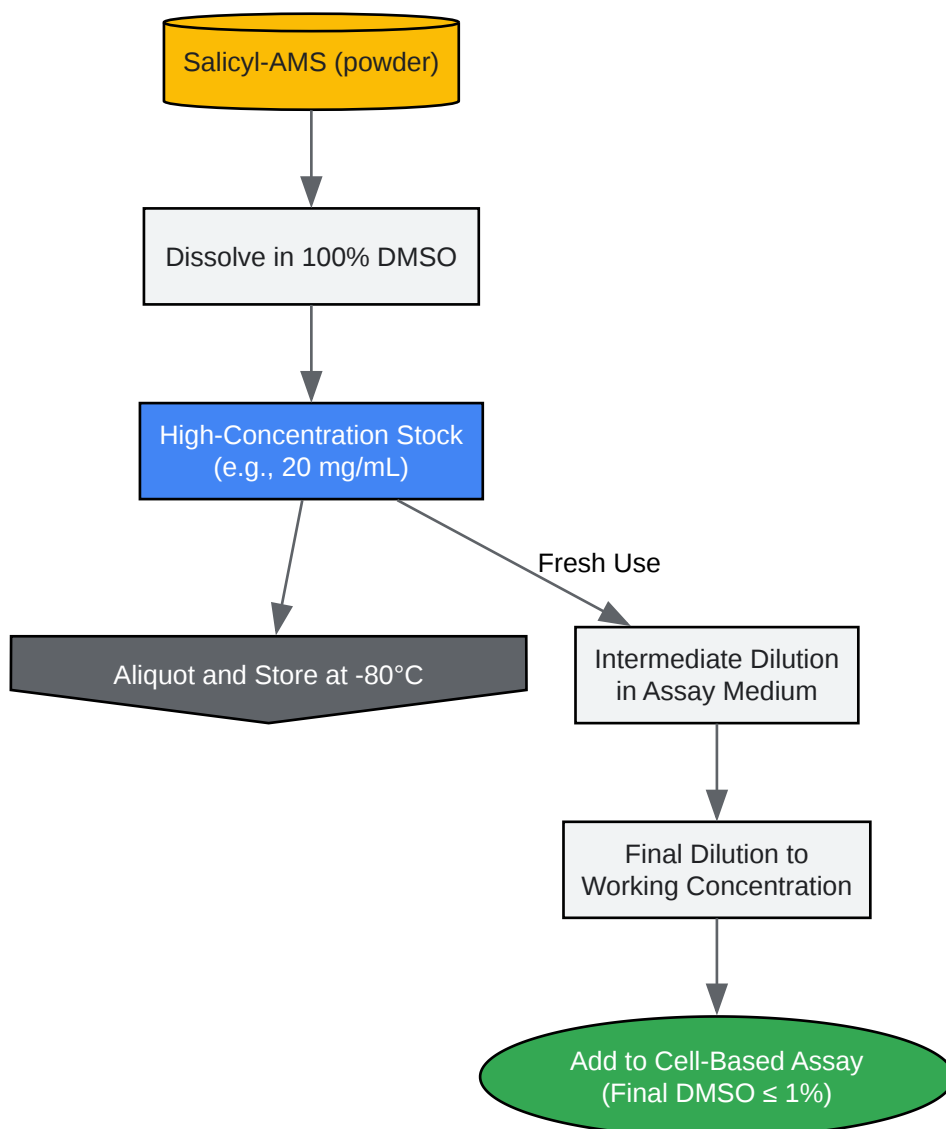 Salicyl-AMS (powder)
Dissolve in 100% DMSO
High-Concentration Stock
(e.g., 20 mg/mL)
Fresh Use
Aliquot and Store at -80°C
Intermediate Dilution
in Assay Medium
Final Dilution to
Working Concentration
Add to Cell-Based Assay
(Final DMSO ≤ 1%)